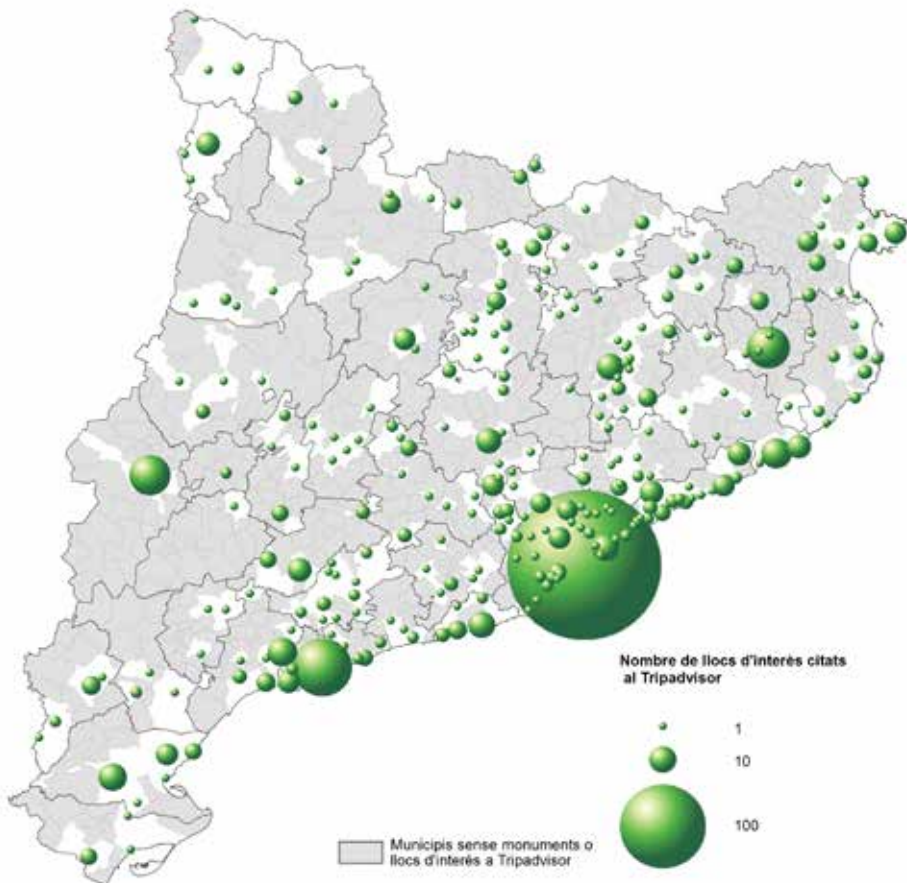 Nombre de llocs d'interès citats
al Tripadvisor
1
10
100
Municipis sense monuments o
llocs d'interès a Tripadvisor